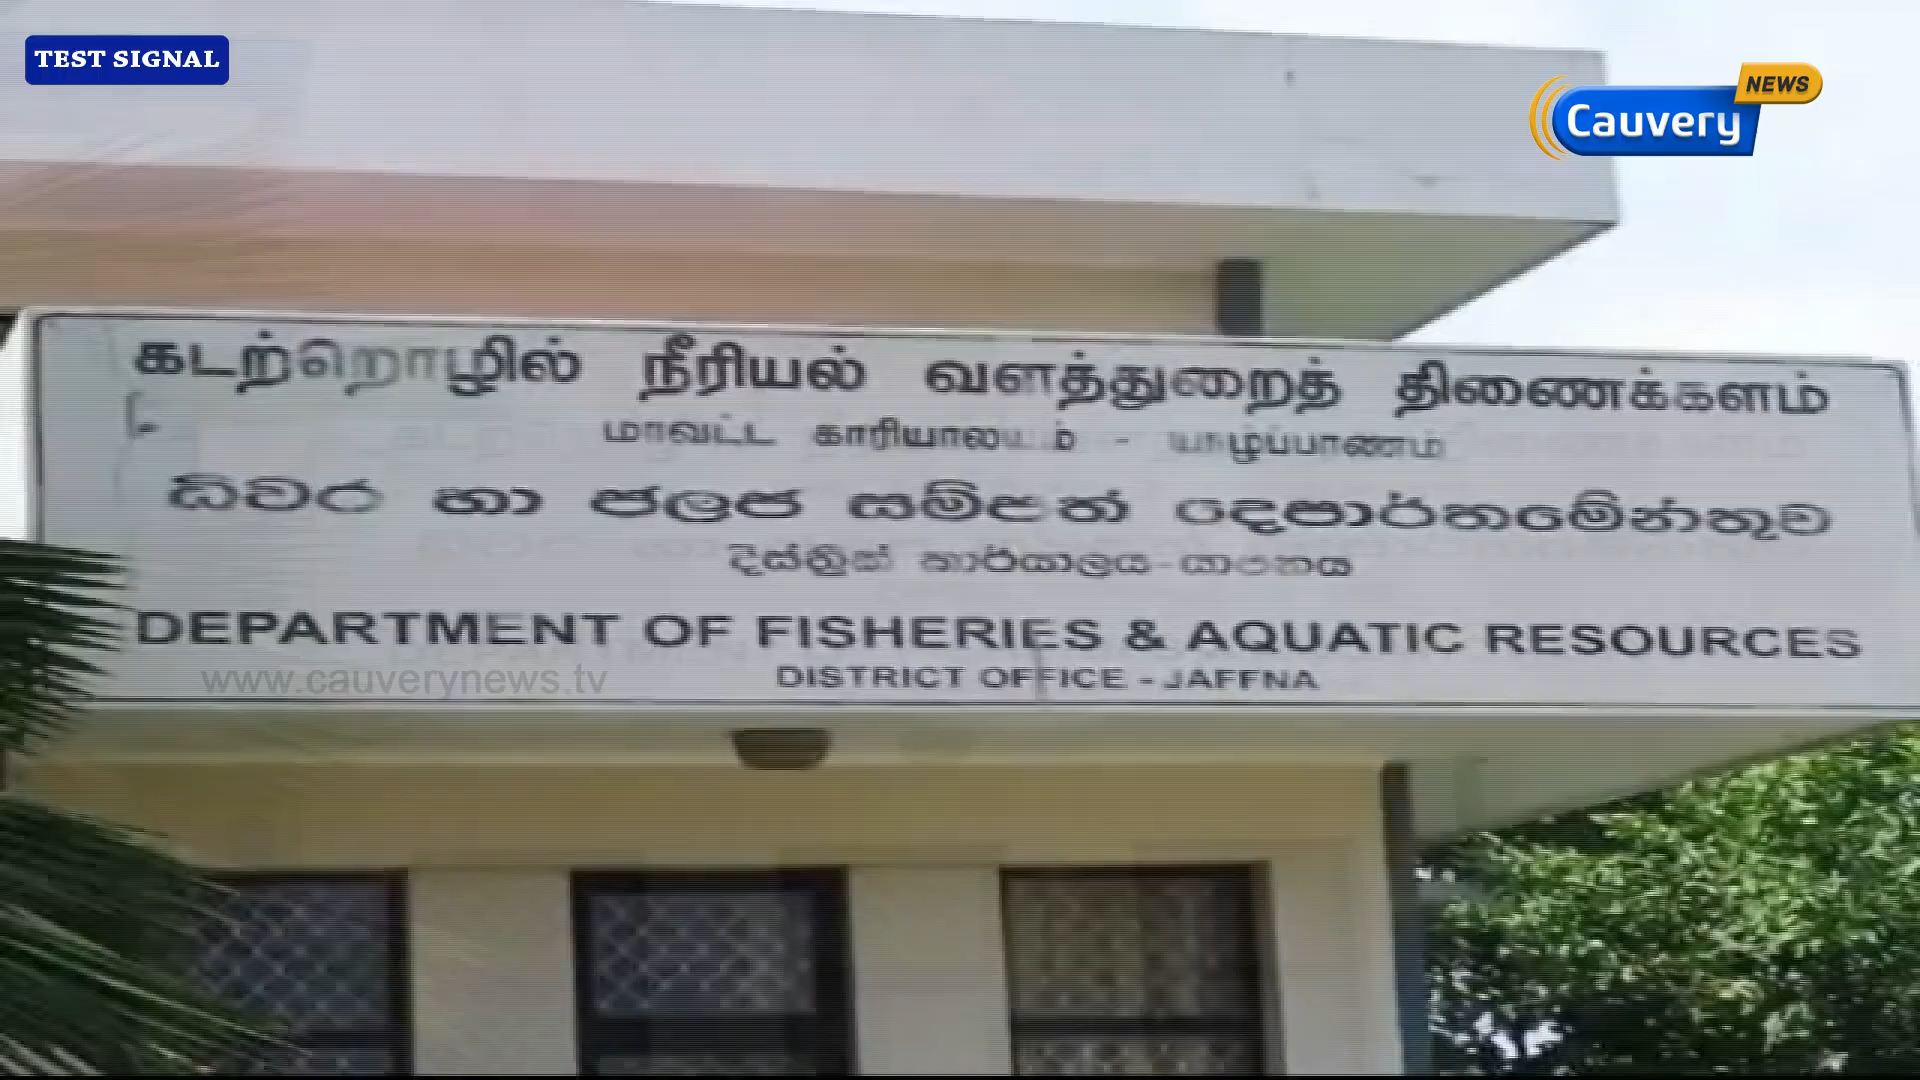 TEST SIGNAL
NEWS
Cauvery
கடற்றொழில் நீரியல் வளத்துறைத் திணைக்களம்
மாவட்ட காரியாலயம் - யாழ்ப்பாணம்
ධීවර හා ජලජ සම්පත් දෙපාර්තමේන්තුව
දිස්ත්‍රික් කාර්යාලය-යාපනය
DEPARTMENT OF FISHERIES & AQUATIC RESOURCES
DISTRICT OFFICE - JAFFNA
www.cauverynews.tv